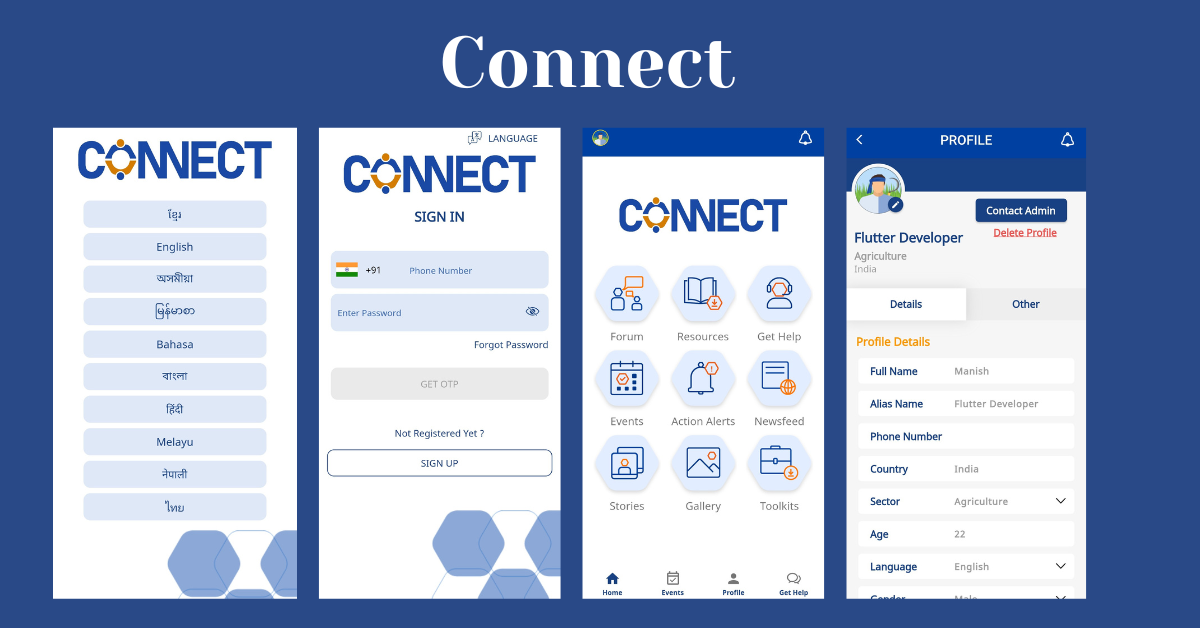 Connect
CONNECT
ខ្មែរ
English
অসমীয়া
မြန်မာစာ
Bahasa
বাংলা
हिंदी
Melayu
नेपाली
ไทย
LANGUAGE
CONNECT
SIGN IN
+91 Phone Number
Enter Password
Forgot Password
GET OTP
Not Registered Yet ?
SIGN UP
CONNECT
Forum Resources Get Help
Events Action Alerts Newsfeed
Stories Gallery Toolkits
Home Events Profile Get Help
PROFILE
Contact Admin
Delete Profile
Flutter Developer
Agriculture
India
Details Other
Profile Details
Full Name Manish
Alias Name Flutter Developer
Phone Number
Country India
Sector Agriculture
Age 22
Language English
Gender Male